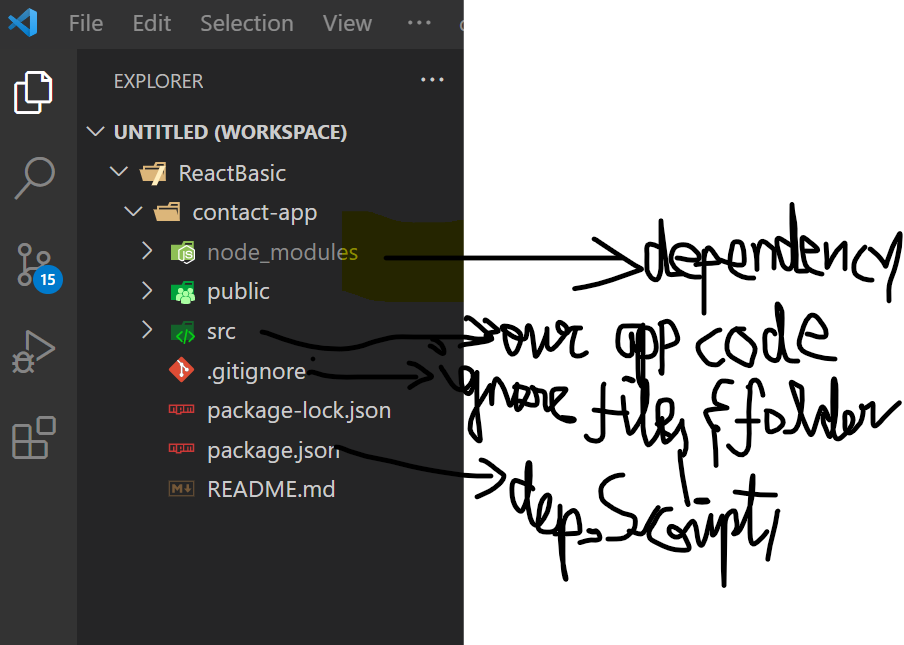 File Edit Selection View ...
EXPLORER ...
UNTITLED (WORKSPACE)
ReactBasic
contact-app
node_modules
public
src
.gitignore
package-lock.json
package.json
README.md
15
dependency
our app code
ignore file & folder
dep, Script,